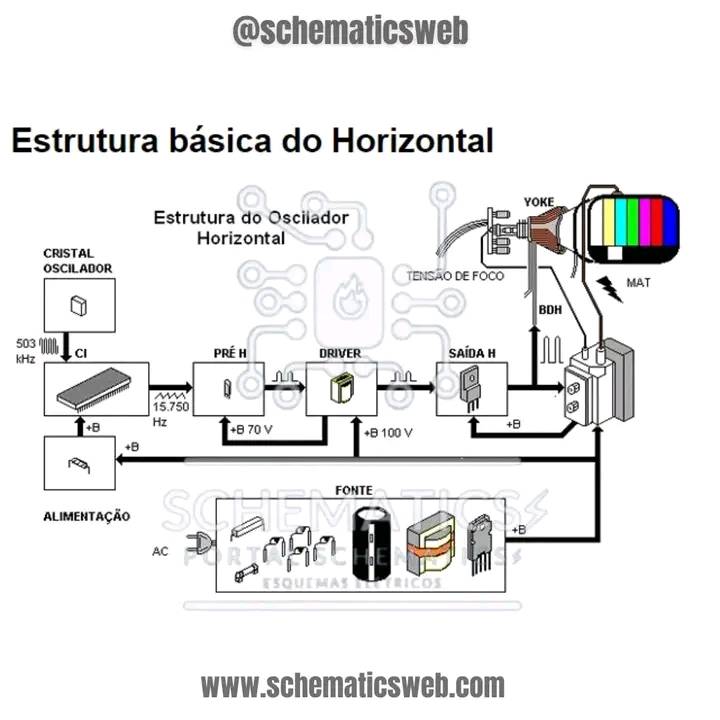 @schematicsweb
Estrutura básica do Horizontal
Estrutura do Oscilador
Horizontal
YOKE
CRISTAL
OSCILADOR
TENSÃO DE FOCO
MAT
BDH
503
kHz
CI
PRÉ H
DRIVER
SAÍDA H
15.750
Hz
+B
+B 70 V
+B 100 V
+B
+B
ALIMENTAÇÃO
FONTE
+B
AC
SCHEMATICS
PORTAL SCHEMATICS
ESQUEMAS ELÉTRICOS
www.schematicsweb.com